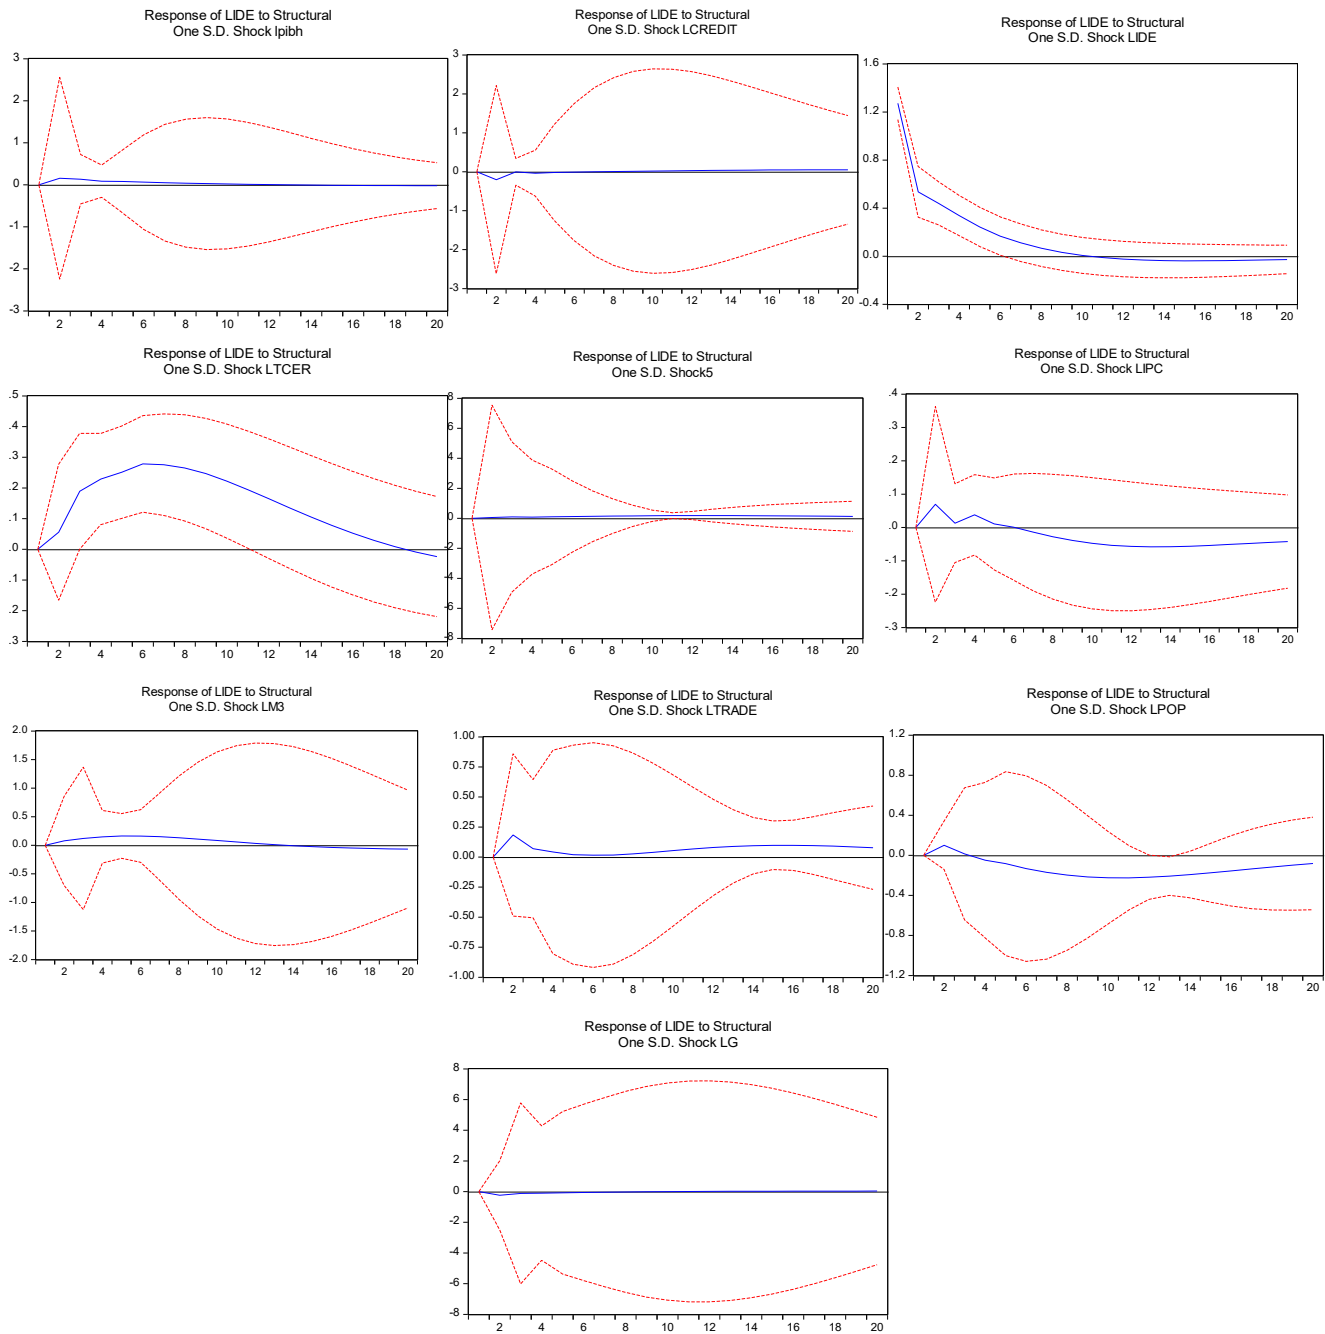 Response of LIDE to Structural
One S.D. Shock lpibh
3
2
1
0
-1
-2
-3
2 4 6 8 10 12 14 16 18 20
Response of LIDE to Structural
One S.D. Shock LCREDIT
3
2
1
0
-1
-2
-3
2 4 6 8 10 12 14 16 18 20
Response of LIDE to Structural
One S.D. Shock LIDE
1.6
1.2
0.8
0.4
0.0
-0.4
2 4 6 8 10 12 14 16 18 20
Response of LIDE to Structural
One S.D. Shock LTCER
.5
.4
.3
.2
.1
.0
.1
.2
.3
2 4 6 8 10 12 14 16 18 20
Response of LIDE to Structural
One S.D. Shock5
8
6
4
2
0
-2
-4
-6
-8
2 4 6 8 10 12 14 16 18 20
Response of LIDE to Structural
One S.D. Shock LIPC
.4
.3
.2
.1
.0
-.1
-.2
-.3
2 4 6 8 10 12 14 16 18 20
Response of LIDE to Structural
One S.D. Shock LM3
2.0
1.5
1.0
0.5
0.0
-0.5
-1.0
-1.5
-2.0
2 4 6 8 10 12 14 16 18 20
Response of LIDE to Structural
One S.D. Shock LTRADE
1.00
0.75
0.50
0.25
0.00
-0.25
-0.50
-0.75
-1.00
2 4 6 8 10 12 14 16 18 20
Response of LIDE to Structural
One S.D. Shock LPOP
1.2
0.8
0.4
0.0
-0.4
-0.8
-1.2
2 4 6 8 10 12 14 16 18 20
Response of LIDE to Structural
One S.D. Shock LG
8
6
4
2
0
-2
-4
-6
-8
2 4 6 8 10 12 14 16 18 20